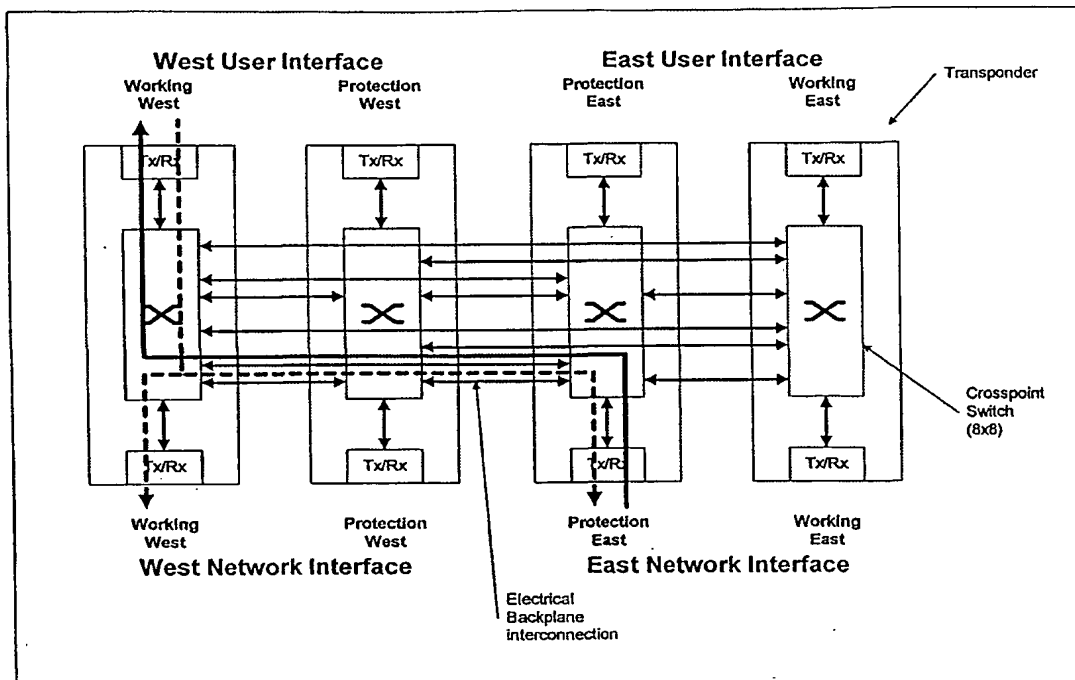 West User Interface
East User Interface
Working
West
Protection
West
Protection
East
Working
East
Transponder
Tx/Rx
Tx/Rx
Tx/Rx
Tx/Rx
Crosspoint
Switch
(8x8)
Tx/Rx
Tx/Rx
Tx/Rx
Tx/Rx
Working
West
Protection
West
Protection
East
Working
East
West Network Interface
East Network Interface
Electrical
Backplane
interconnection